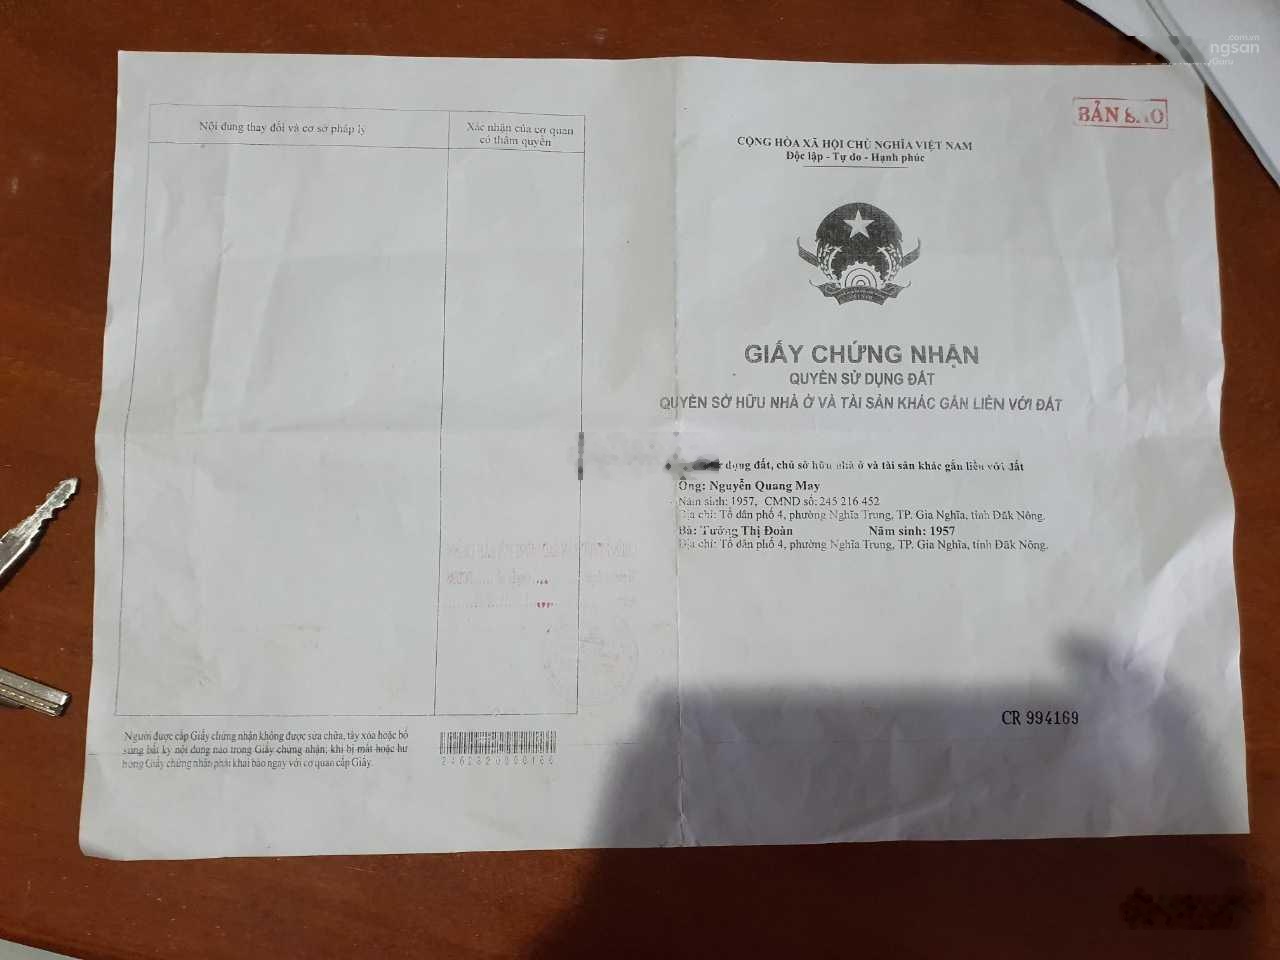 .com.vn
ngsan
Guru
BẢN SAO
Nội dung thay đổi và cơ sở pháp lý
Xác nhận của cơ quan
có thẩm quyền
Người được cấp Giấy chứng nhận không được sửa chữa, tẩy xóa hoặc bổ
sung bất kỳ nội dung nào trong Giấy chứng nhận; khi bị mất hoặc hư
hỏng Giấy chứng nhận phải khai báo ngay với cơ quan cấp Giấy.
CỘNG HÒA XÃ HỘI CHỦ NGHĨA VIỆT NAM
Độc lập - Tự do - Hạnh phúc
GIẤY CHỨNG NHẬN
QUYỀN SỬ DỤNG ĐẤT
QUYỀN SỞ HỮU NHÀ Ở VÀ TÀI SẢN KHÁC GẮN LIỀN VỚI ĐẤT
dụng đất, chủ sở hữu nhà ở và tài sản khác gắn liền với đất
Ông: Nguyễn Quang May
Năm sinh: 1957, CMND số: 245 216 452
Địa chỉ: Tổ dân phố 4, phường Nghĩa Trung, TP. Gia Nghĩa, tỉnh Đăk Nông.
Bà: Tưởng Thị Đoàn Năm sinh: 1957
Địa chỉ: Tổ dân phố 4, phường Nghĩa Trung, TP. Gia Nghĩa, tỉnh Đăk Nông.
CR 994169